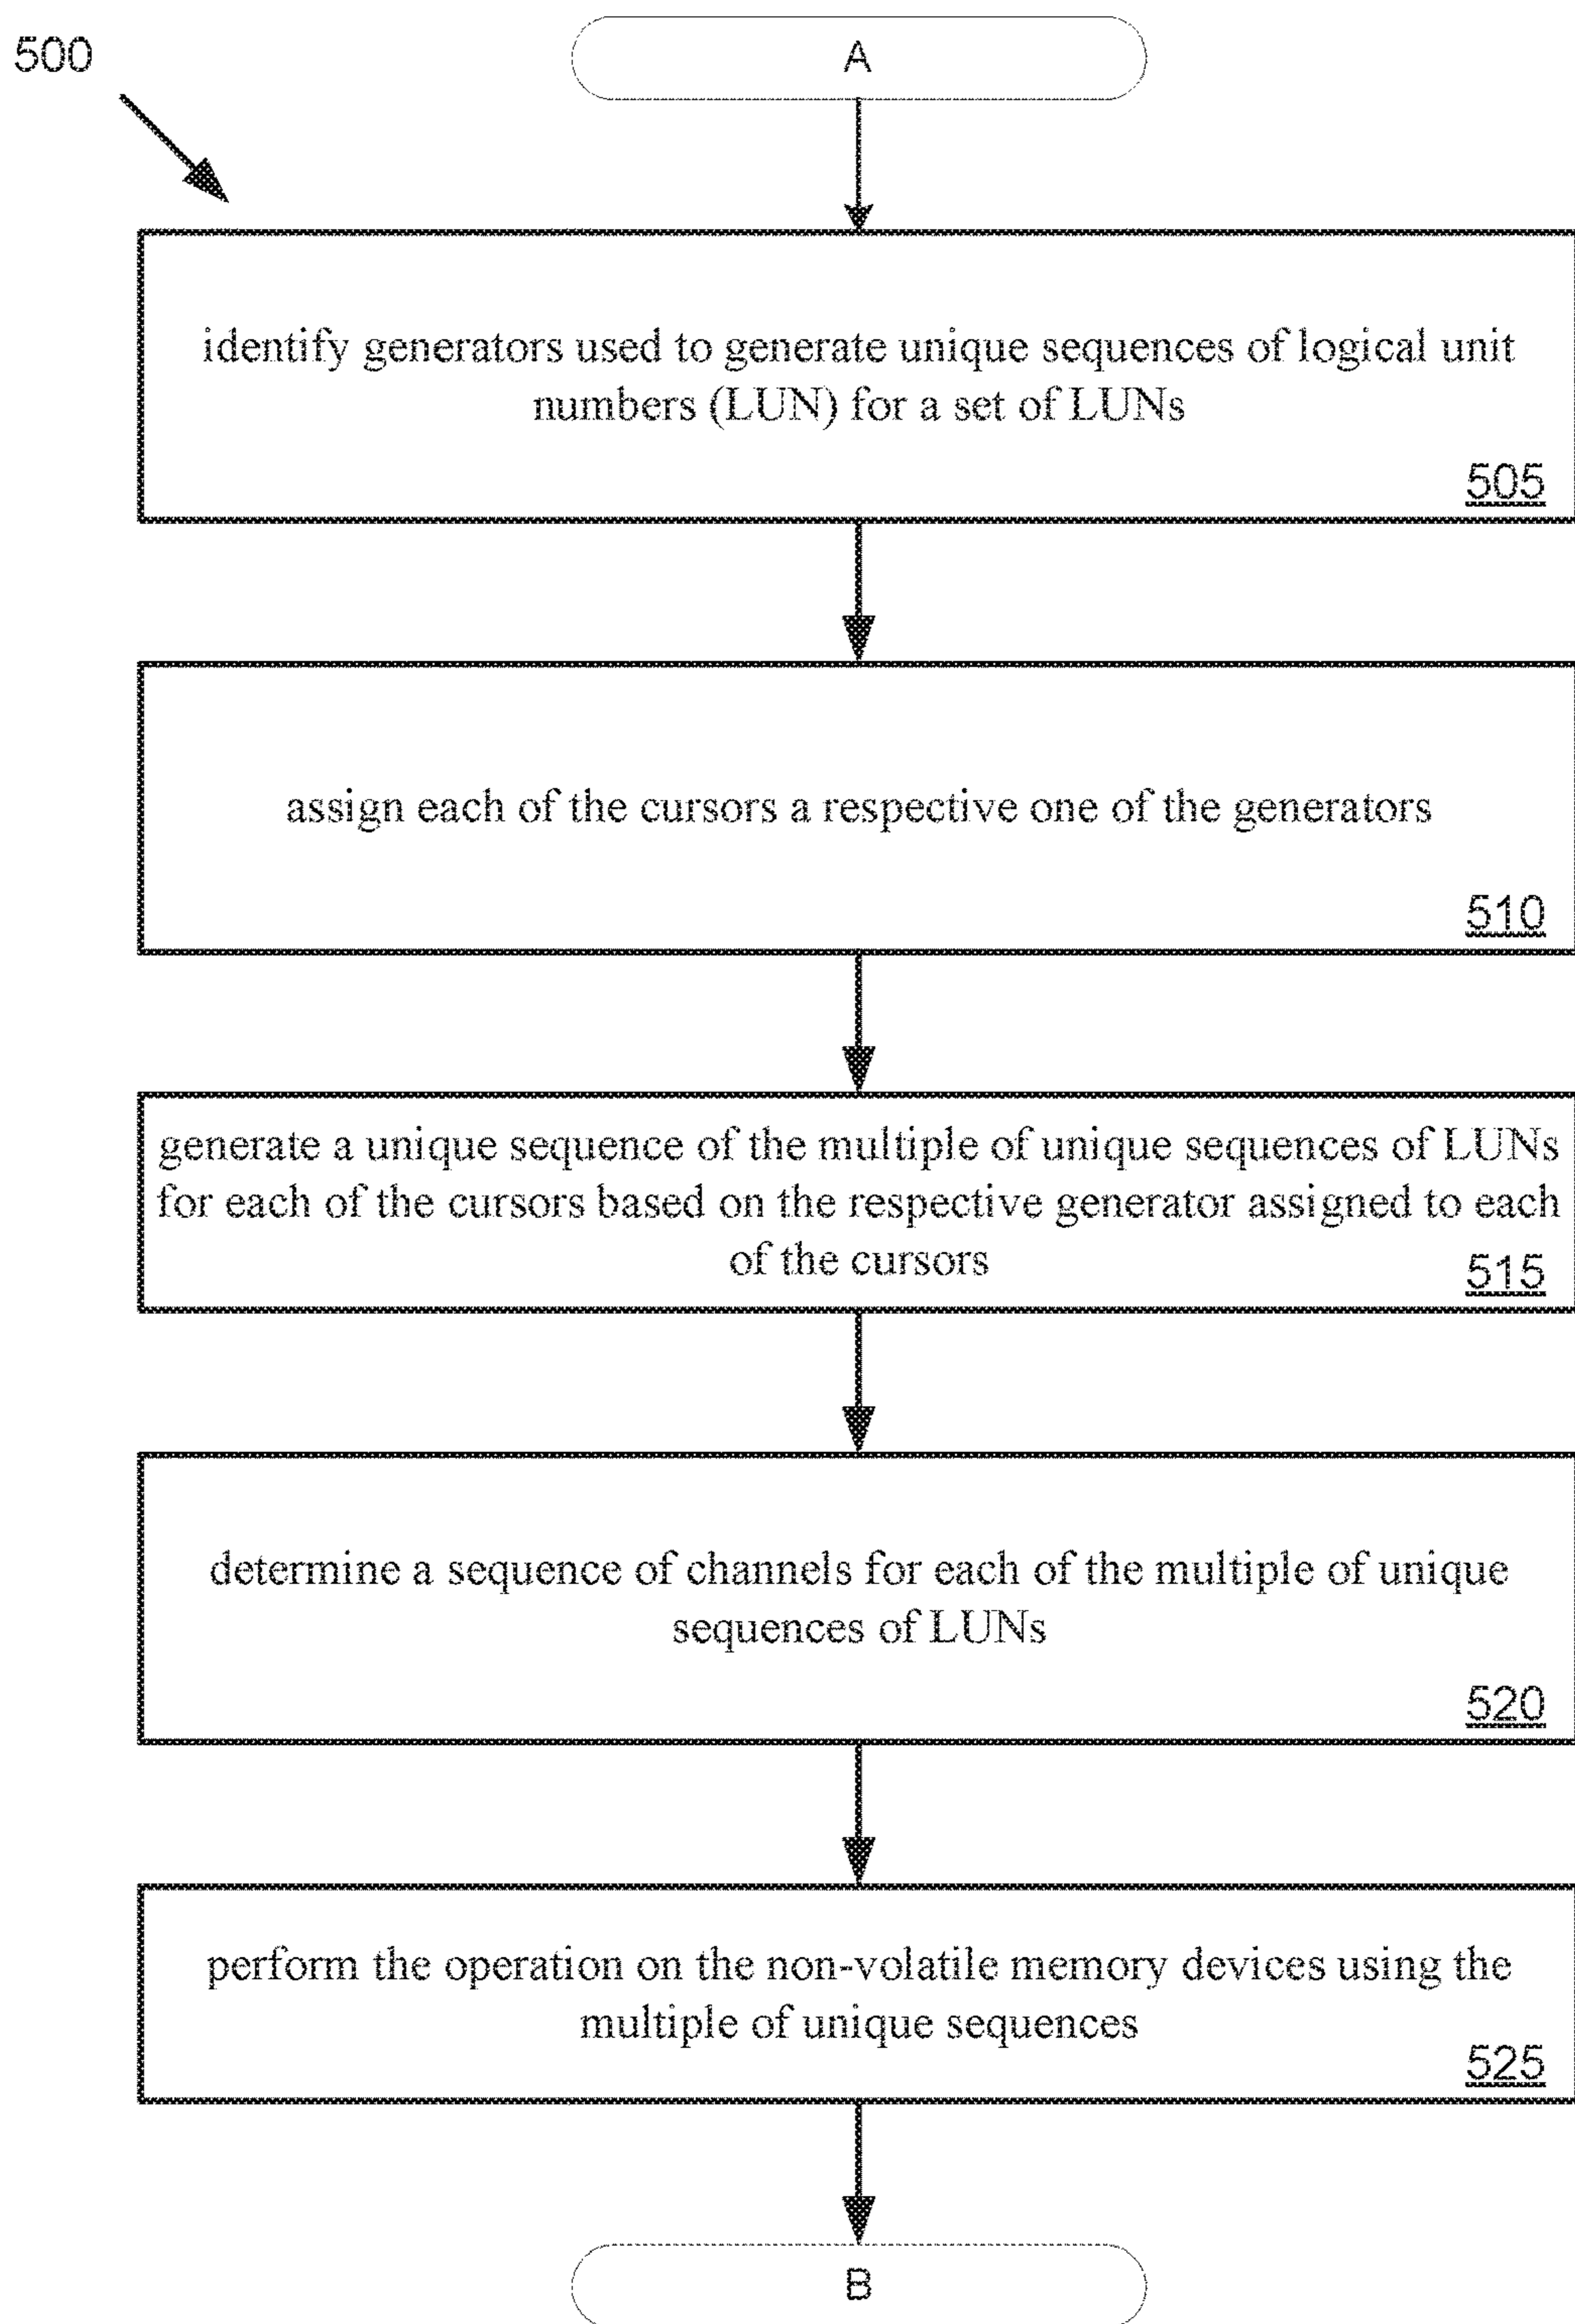 500
A
identify generators used to generate unique sequences of logical unit
numbers (LUN) for a set of LUNs
505
assign each of the cursors a respective one of the generators
510
generate a unique sequence of the multiple of unique sequences of LUNs
for each of the cursors based on the respective generator assigned to each
of the cursors
515
determine a sequence of channels for each of the multiple of unique
sequences of LUNs
520
perform the operation on the non-volatile memory devices using the
multiple of unique sequences
525
B